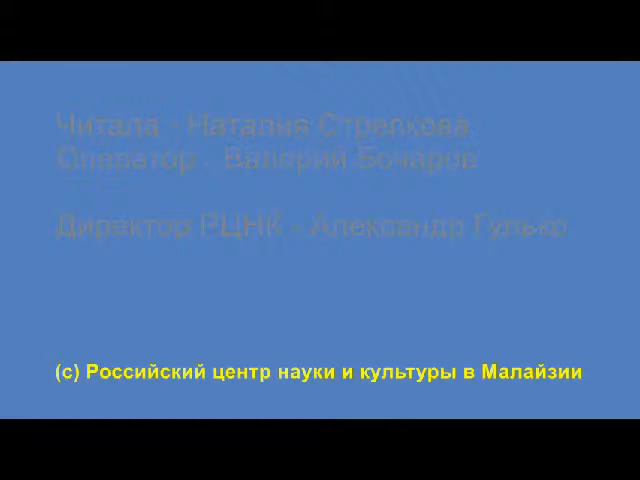 Читала - Наталия Стрелкова
Оператор - Валерий Бочаров
Директор РЦНК - Александр Гулько
(с) Российский центр науки и культуры в Малайзии